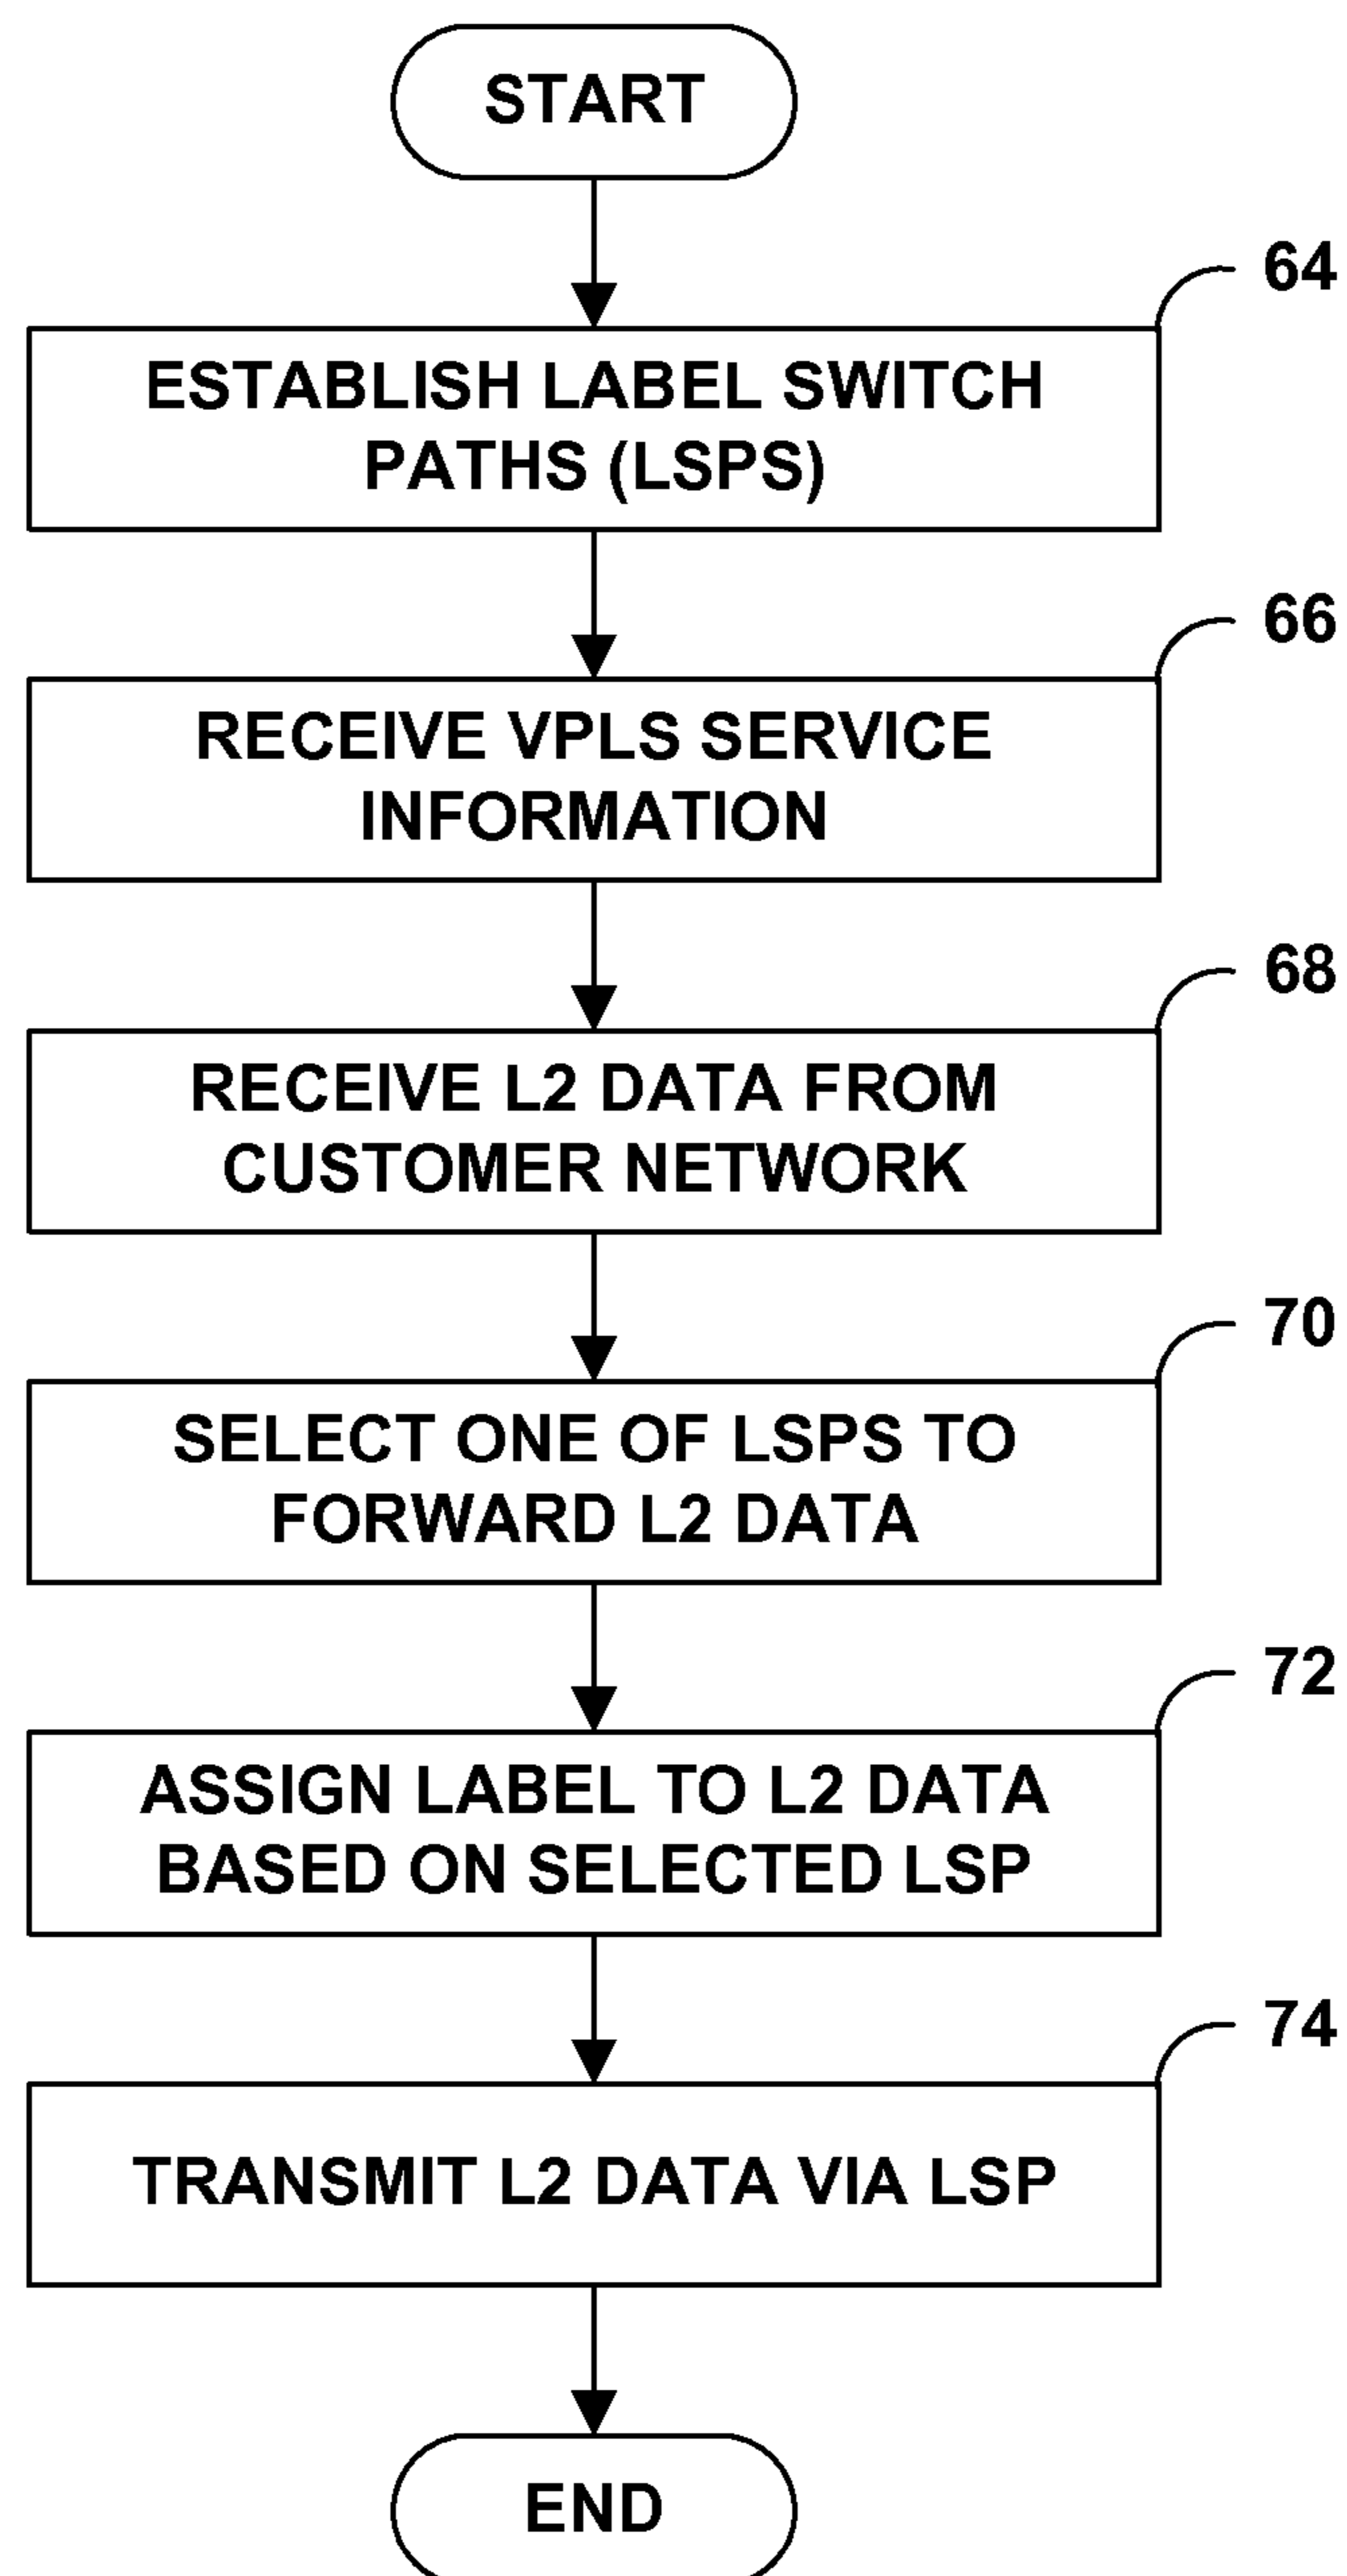 START
64
ESTABLISH LABEL SWITCH
PATHS (LSPS)
66
RECEIVE VPLS SERVICE
INFORMATION
68
RECEIVE L2 DATA FROM
CUSTOMER NETWORK
70
SELECT ONE OF LSPS TO
FORWARD L2 DATA
72
ASSIGN LABEL TO L2 DATA
BASED ON SELECTED LSP
74
TRANSMIT L2 DATA VIA LSP
END